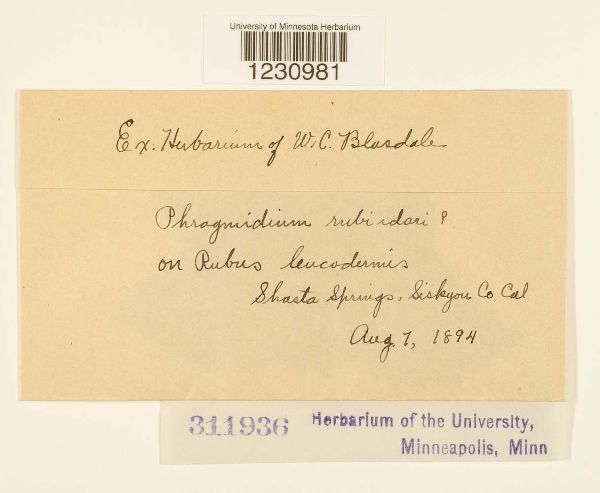 University of Minnesota Herbarium
1230981
Ex. Herbarium of W.C. Blasdale
Phragmidium rubi idaei ?
on Rubus leucodermis
Shasta Springs, Siskyou Co Cal
Aug. 7, 1894
311936 Herbarium of the University,
Minneapolis, Minn